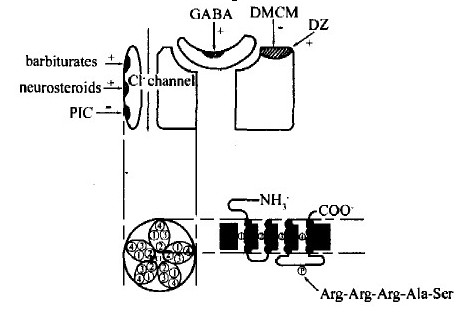 GABA
DMCM
DZ
+
-
+
barbiturates +
neurosteroids +
PIC -
Cl⁻ channel
NH₃⁻
COO⁻
P
Arg-Arg-Arg-Ala-Ser